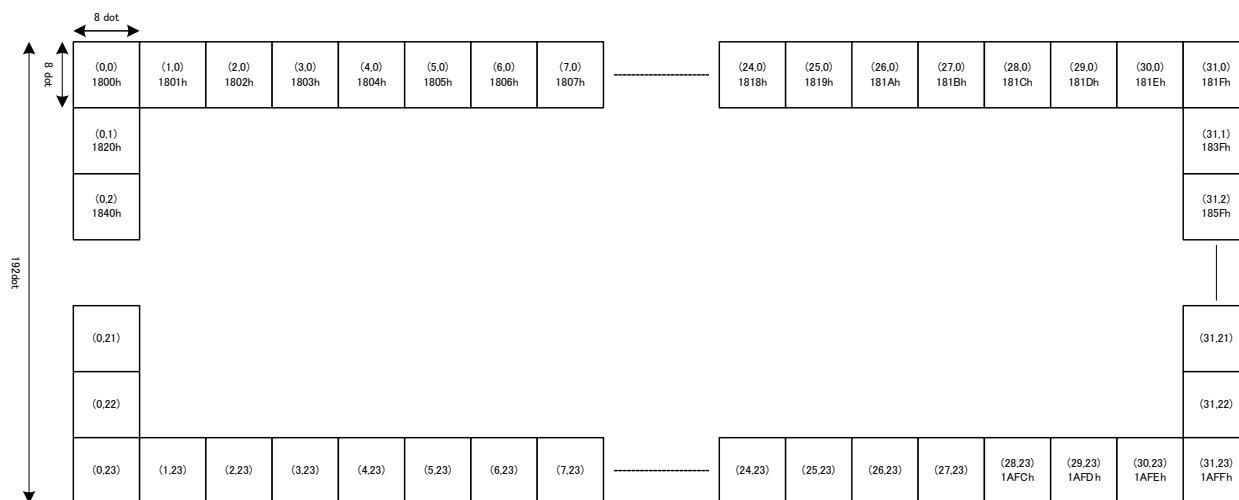 8 dot
8 dot
(0,0) (1,0) (2,0) (3,0) (4,0) (5,0) (6,0) (7,0) (24,0) (25,0) (26,0) (27,0) (28,0) (29,0) (30,0) (31,0)
1800h 1801h 1802h 1803h 1804h 1805h 1806h 1807h 1818h 1819h 181Ah 181Bh 181Ch 181Dh 181Eh 181Fh
(0,1) (31,1)
1820h 183Fh
(0,2) (31,2)
1840h 185Fh
192dot
(0,21) (31,21)
(0,22) (31,22)
(0,23) (1,23) (2,23) (3,23) (4,23) (5,23) (6,23) (7,23) (24,23) (25,23) (26,23) (27,23) (28,23) (29,23) (30,23) (31,23)
1AFCh 1AFDh 1AFEh 1AFFh